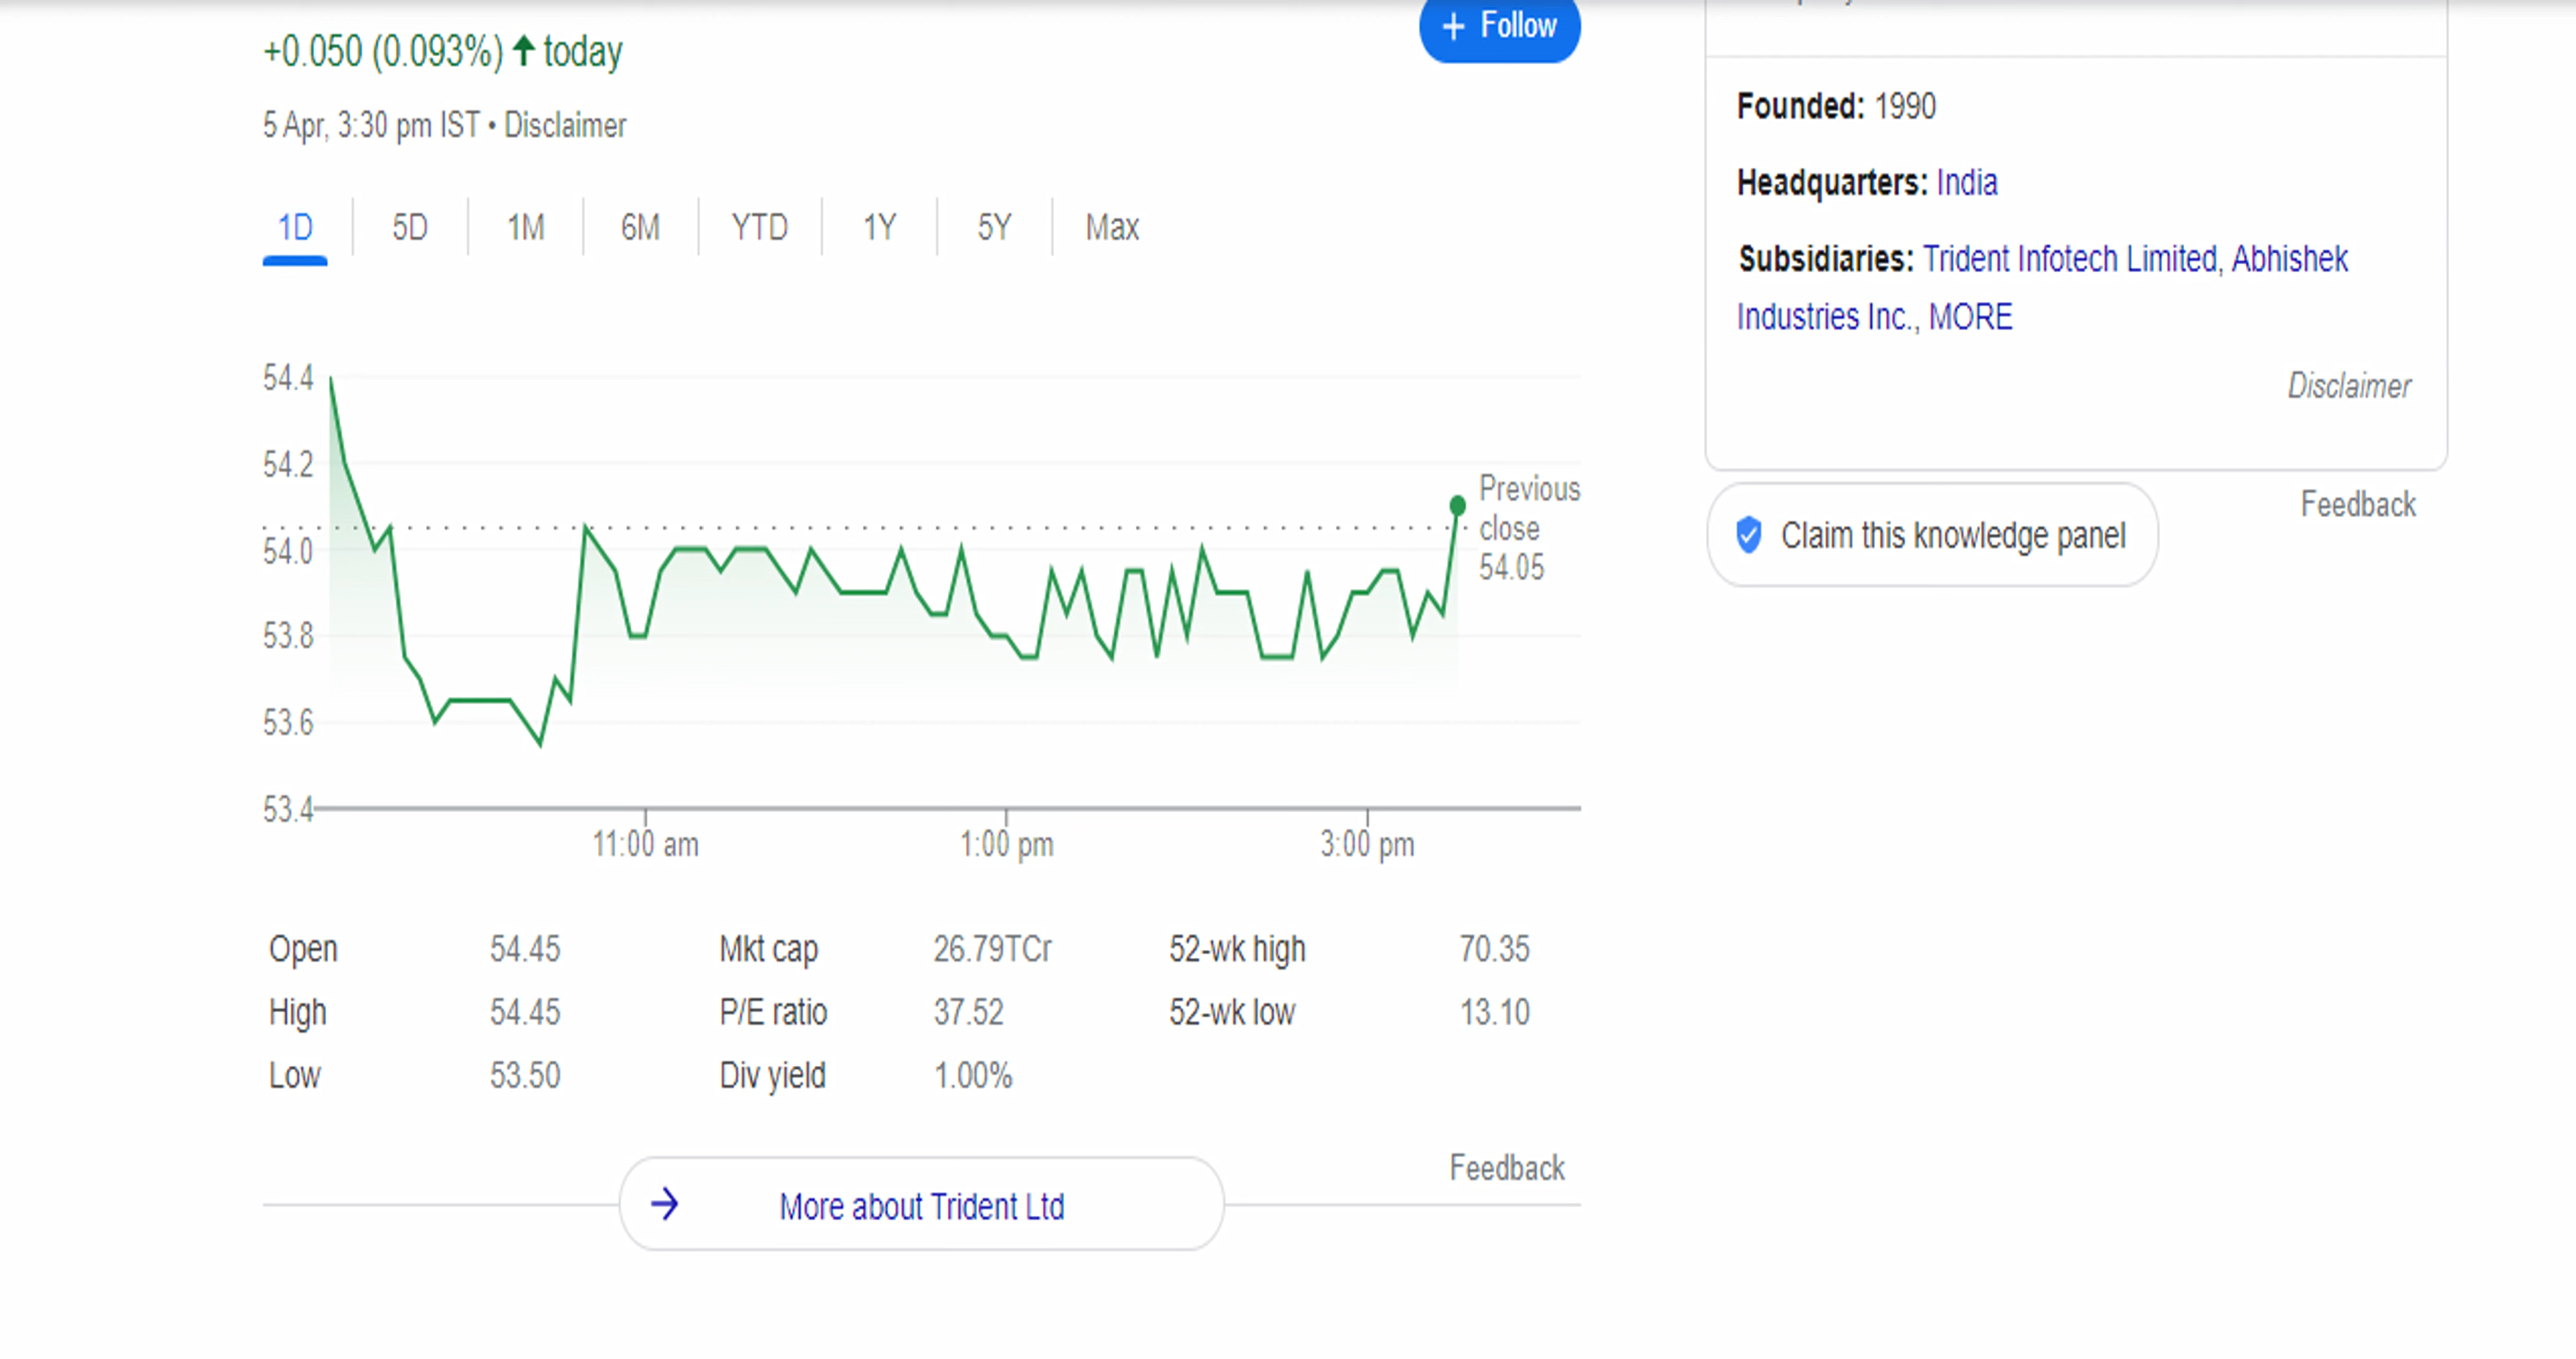 +0.050 (0.093%) ↑ today
+ Follow
5 Apr, 3:30 pm IST • Disclaimer
1D
5D
1M
6M
YTD
1Y
5Y
Max
54.4
54.2
54.0
53.8
53.6
53.4
Previous
close
54.05
11:00 am
1:00 pm
3:00 pm
Open 54.45 Mkt cap 26.79TCr 52-wk high 70.35
High 54.45 P/E ratio 37.52 52-wk low 13.10
Low 53.50 Div yield 1.00%
Feedback
→ More about Trident Ltd
Founded: 1990
Headquarters: India
Subsidiaries: Trident Infotech Limited, Abhishek
Industries Inc., MORE
Disclaimer
Feedback
Claim this knowledge panel